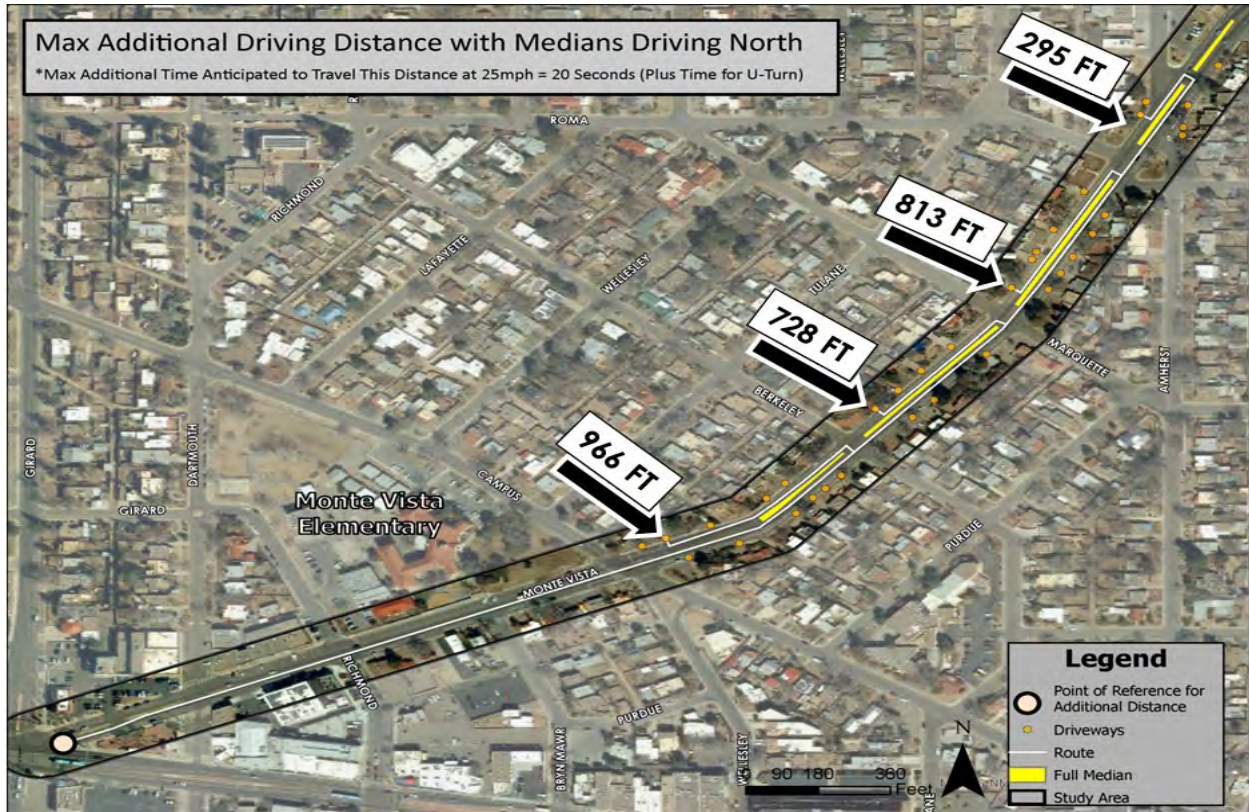 Max Additional Driving Distance with Medians Driving North
*Max Additional Time Anticipated to Travel This Distance at 25mph = 20 Seconds (Plus Time for U-Turn)
295 FT
WELLESLEY
ROMA
RICHMOND
813 FT
LAFAYETTE
WELLESLEY
TULANE
728 FT
MARQUETTE
AMHERST
BERKELEY
966 FT
GIRARD
DARTMOUTH
CAMPUS
GIRARD
Monte Vista
Elementary
PURDUE
MONTE VISTA
RICHMOND
PURDUE
BRYN MAWR
WELLESLEY
N
0 90 180 360
Feet
Legend
Point of Reference for
Additional Distance
Driveways
Route
Full Median
Study Area